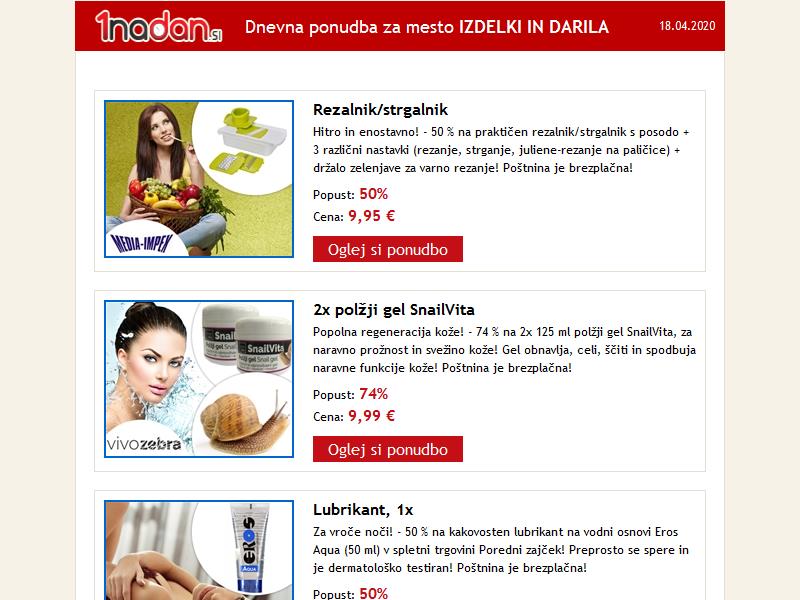 1nadan.si
Dnevna ponudba za mesto IZDELKI IN DARILA
18.04.2020
Rezalnik/strgalnik
Hitro in enostavno! - 50 % na praktičen rezalnik/strgalnik s posodo +
3 različni nastavki (rezanje, strganje, juliene-rezanje na paličice) +
držalo zelenjave za varno rezanje! Poštnina je brezplačna!
Popust: 50%
Cena: 9,95 €
Oglej si ponudbo
MEDIA-IMPEX
2x polžji gel SnailVita
Popolna regeneracija kože! - 74 % na 2x 125 ml polžji gel SnailVita, za
naravno prožnost in svežino kože! Gel obnavlja, celi, ščiti in spodbuja
naravne funkcije kože! Poštnina je brezplačna!
Popust: 74%
Cena: 9,99 €
Oglej si ponudbo
SnailVita
Polžji gel Snail gel
vivozebra
Lubrikant, 1x
Za vroče noči! - 50 % na kakovosten lubrikant na vodni osnovi Eros
Aqua (50 ml) v spletni trgovini Poredni zajček! Preprosto se spere in
je dermatološko testiran! Poštnina je brezplačna!
Popust: 50%
EROS
AQUA